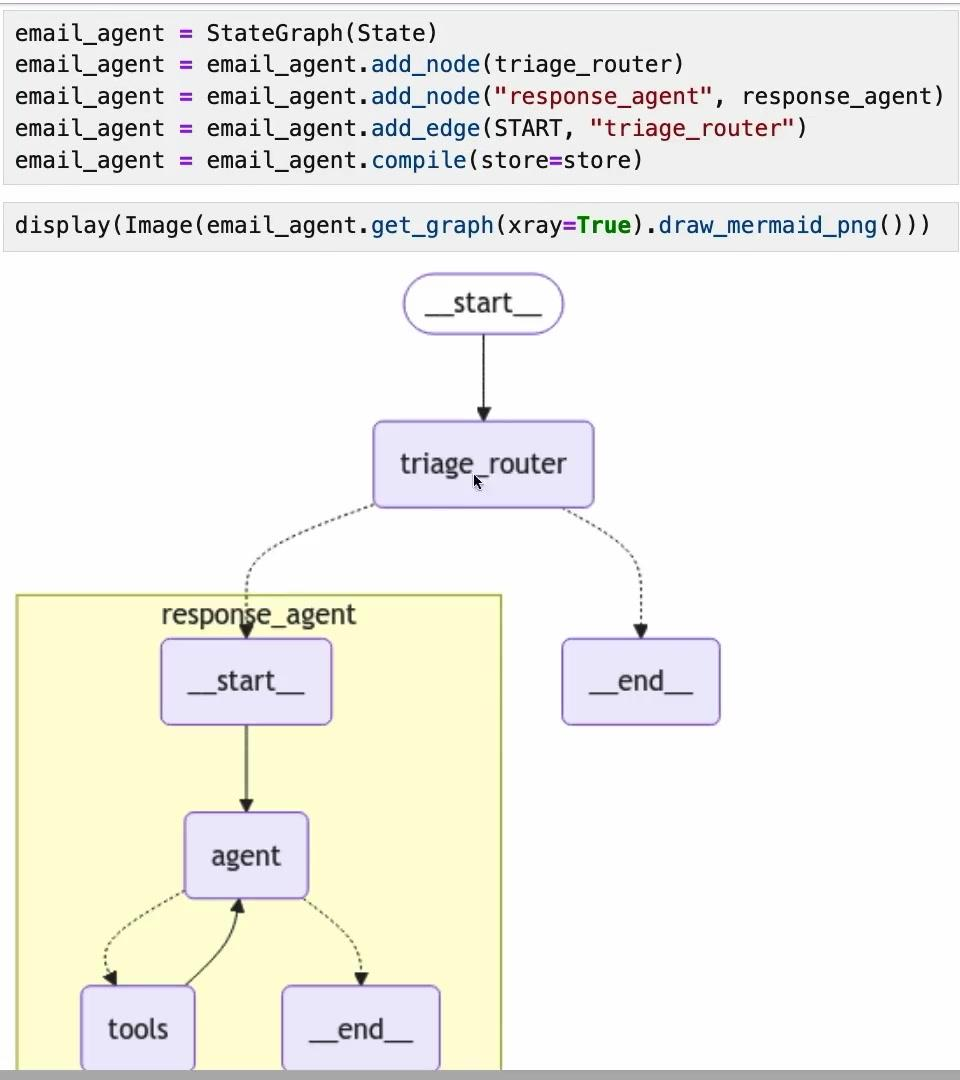 email_agent = StateGraph(State)
email_agent = email_agent.add_node(triage_router)
email_agent = email_agent.add_node("response_agent", response_agent)
email_agent = email_agent.add_edge(START, "triage_router")
email_agent = email_agent.compile(store=store)
display(Image(email_agent.get_graph(xray=True).draw_mermaid_png()))
__start__
triage_router
response_agent
__start__
__end__
agent
tools
__end__